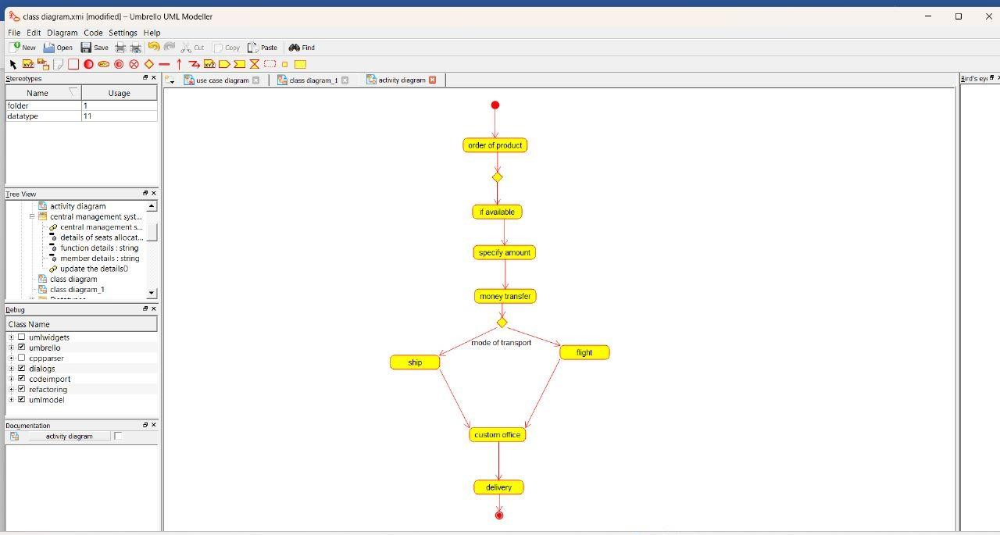 class diagram.xmi [modified] – Umbrello UML Modeller
File Edit Diagram Code Settings Help
New Open Save Cut Copy Paste Find
Stereotypes
Name Usage
folder 1
datatype 11
Tree View
activity diagram
central management syst...
central management s...
details of seats allocat...
function details : string
member details : string
update the details()
class diagram
class diagram_1
Debug
Class Name
umlwidgets
umbrello
cppparser
dialogs
codeimport
refactoring
umlmodel
Documentation
activity diagram
use case diagram class diagram_1 activity diagram
order of product
if available
specify amount
money transfer
mode of transport
ship
flight
custom office
delivery
Bird's ey